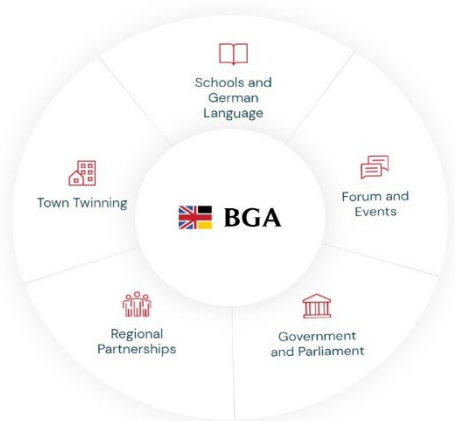 Schools and
German
Language
Town Twinning
Forum and
Events
BGA
Regional
Partnerships
Government
and Parliament